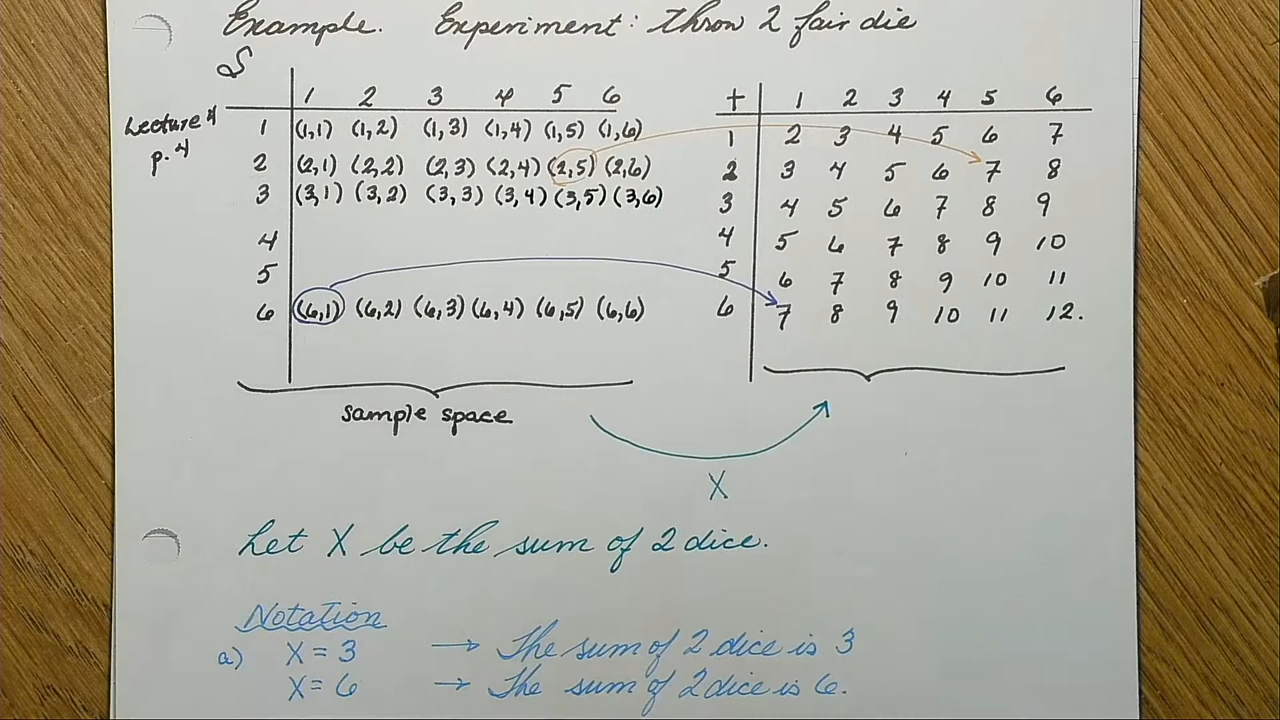 Example. Experiment: throw 2 fair die
S
1 2 3 4 5 6
Lecture 4
p. 4
1 (1,1) (1,2) (1,3) (1,4) (1,5) (1,6)
2 (2,1) (2,2) (2,3) (2,4) (2,5) (2,6)
3 (3,1) (3,2) (3,3) (3,4) (3,5) (3,6)
4
5
6 (6,1) (6,2) (6,3) (6,4) (6,5) (6,6)
sample space
+ 1 2 3 4 5 6
1 2 3 4 5 6 7
2 3 4 5 6 7 8
3 4 5 6 7 8 9
4 5 6 7 8 9 10
5 6 7 8 9 10 11
6 7 8 9 10 11 12.
X
Let X be the sum of 2 dice.
Notation
a) X = 3 → The sum of 2 dice is 3
X = 6 → The sum of 2 dice is 6.